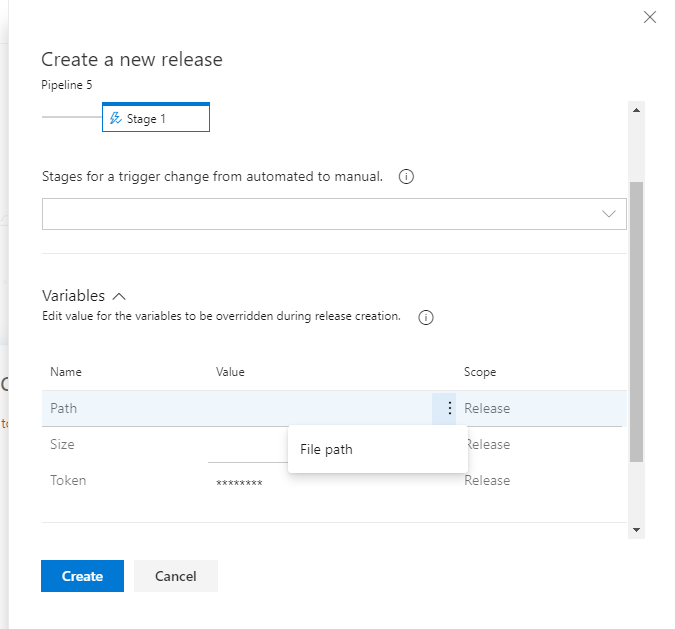 Create a new release
Pipeline 5
Stage 1
Stages for a trigger change from automated to manual.
Variables
Edit value for the variables to be overridden during release creation.
Name Value Scope
Path Release
Size Release
File path
Token ******** Release
Create Cancel